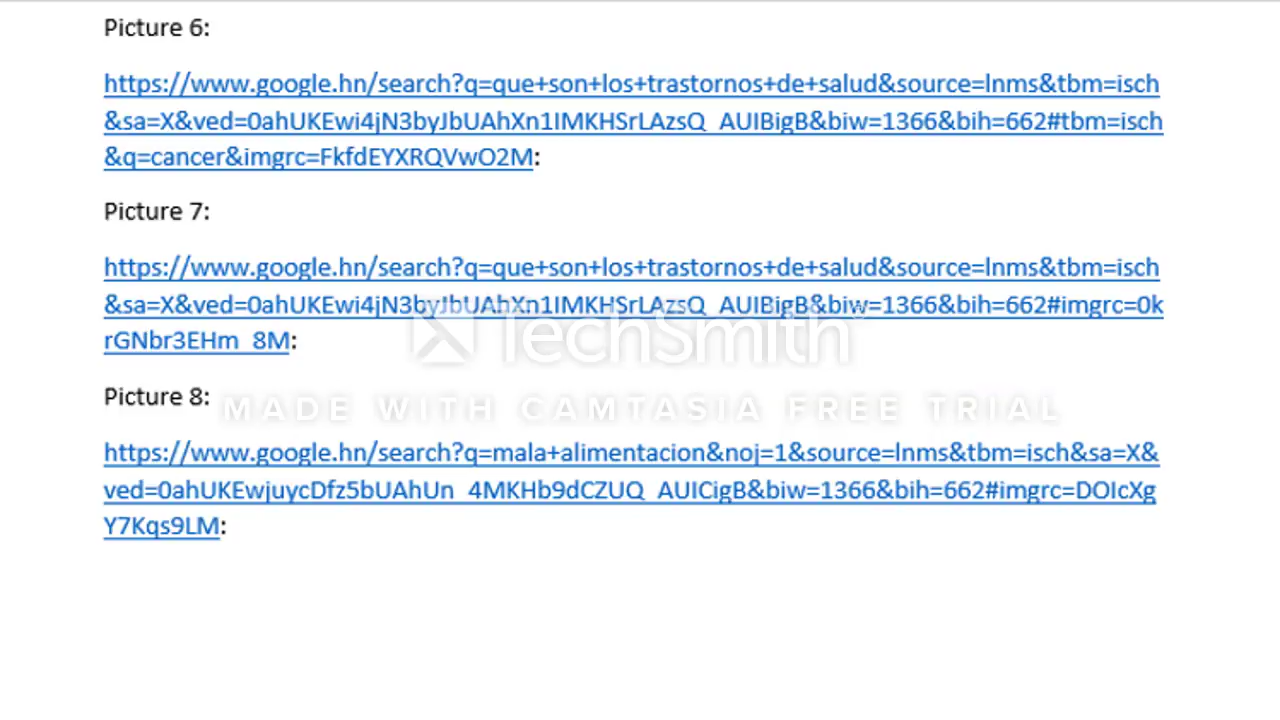 Picture 6:
https://www.google.hn/search?q=que+son+los+trastornos+de+salud&source=lnms&tbm=isch
&sa=X&ved=0ahUKEwi4jN3byJbUAhXn1IMKHSrLAzsQ_AUIBigB&biw=1366&bih=662#tbm=isch
&q=cancer&imgrc=FkfdEYXRQVwO2M:
Picture 7:
https://www.google.hn/search?q=que+son+los+trastornos+de+salud&source=lnms&tbm=isch
&sa=X&ved=0ahUKEwi4jN3byJbUAhXn1IMKHSrLAzsQ_AUIBigB&biw=1366&bih=662#imgrc=0k
rGNbr3EHm_8M:
TechSmith
Picture 8:
MADE WITH CAMTASIA FREE TRIAL
https://www.google.hn/search?q=mala+alimentacion&noj=1&source=lnms&tbm=isch&sa=X&
ved=0ahUKEwjuycDfz5bUAhUn_4MKHb9dCZUQ_AUICigB&biw=1366&bih=662#imgrc=DOIcXg
Y7Kqs9LM: